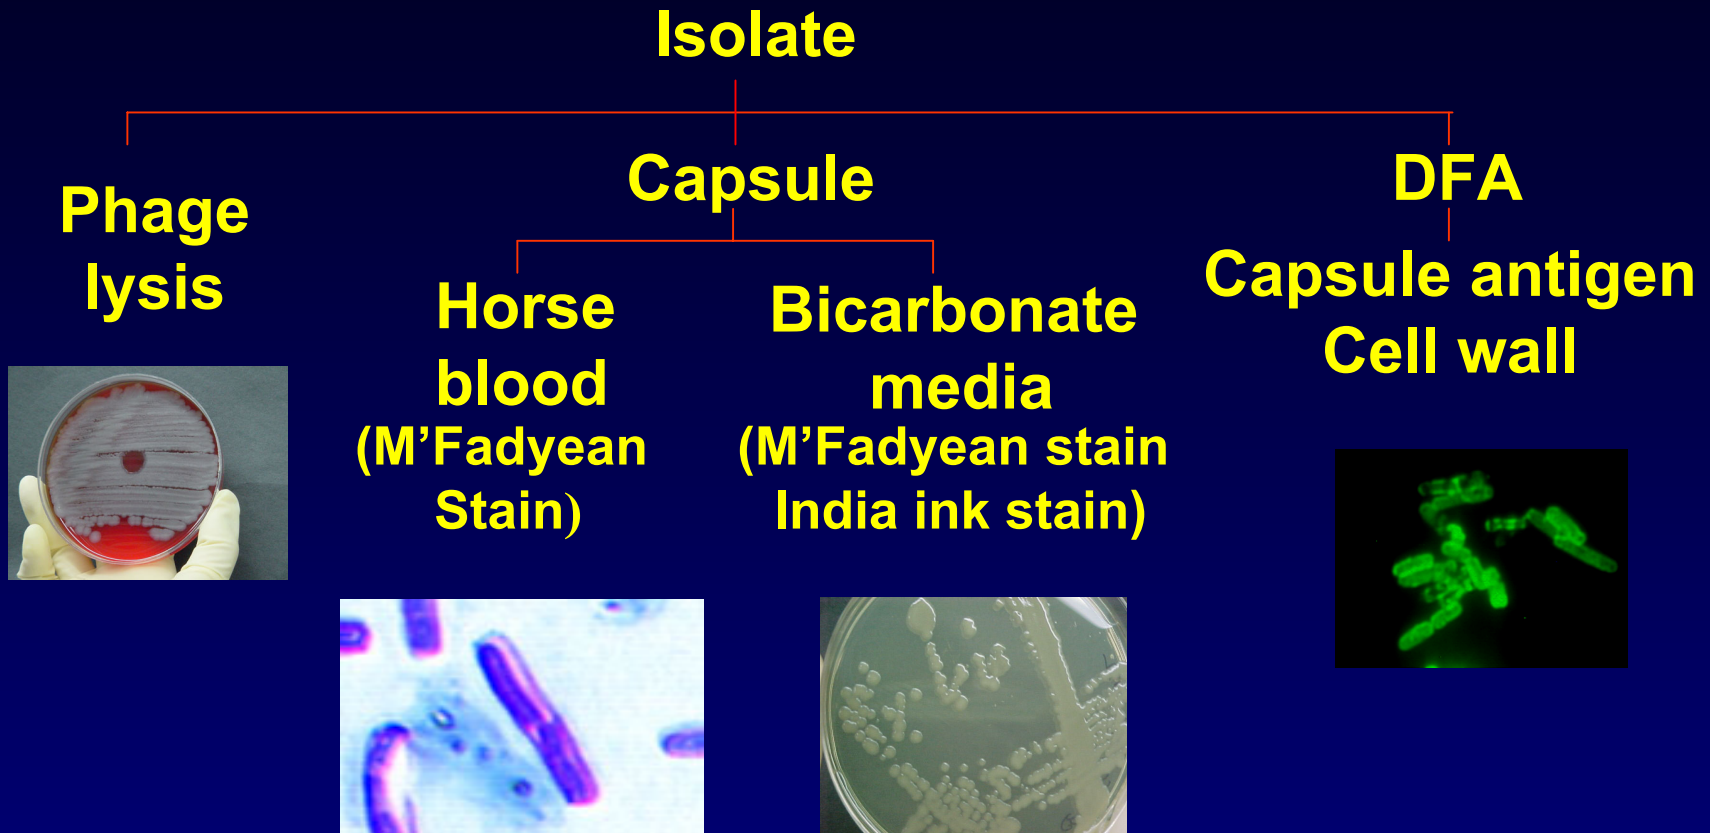 Isolate
Phage
lysis
Capsule
Horse
blood
(M’Fadyean
Stain)
Bicarbonate
media
(M’Fadyean stain
India ink stain)
DFA
Capsule antigen
Cell wall